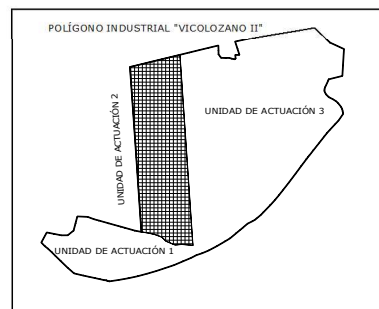 POLÍGONO INDUSTRIAL "VICOLOZANO II"
UNIDAD DE ACTUACIÓN 3
UNIDAD DE ACTUACIÓN 2
UNIDAD DE ACTUACIÓN 1